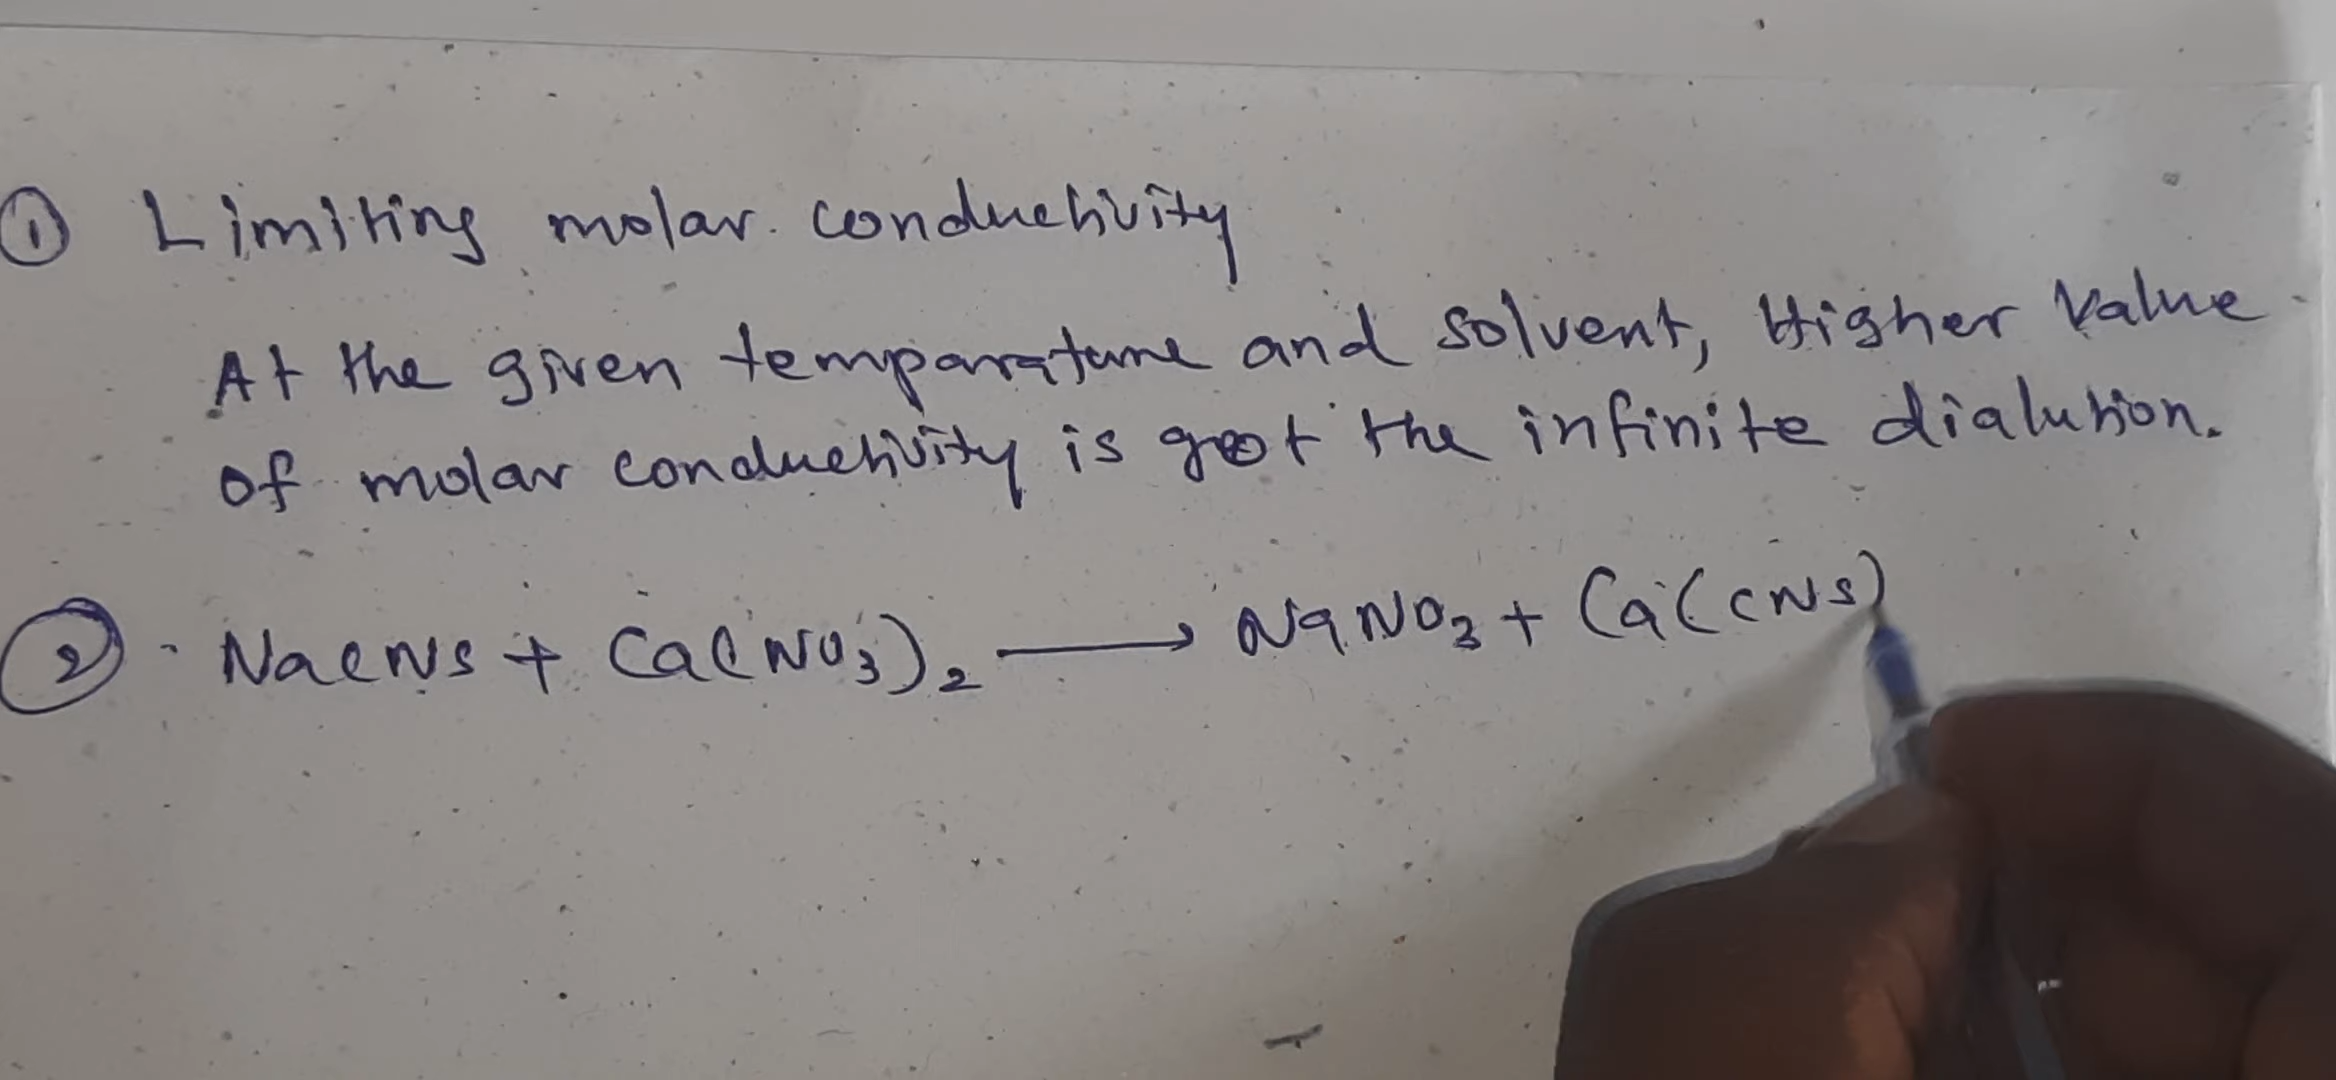 ① Limiting molar conductivity
At the given temparature and solvent, Higher Value
of molar conductivity is got the infinite dialution.
② NaCNS + Ca(NO₃)₂ ⟶ NaNO₃ + Ca(CNS)